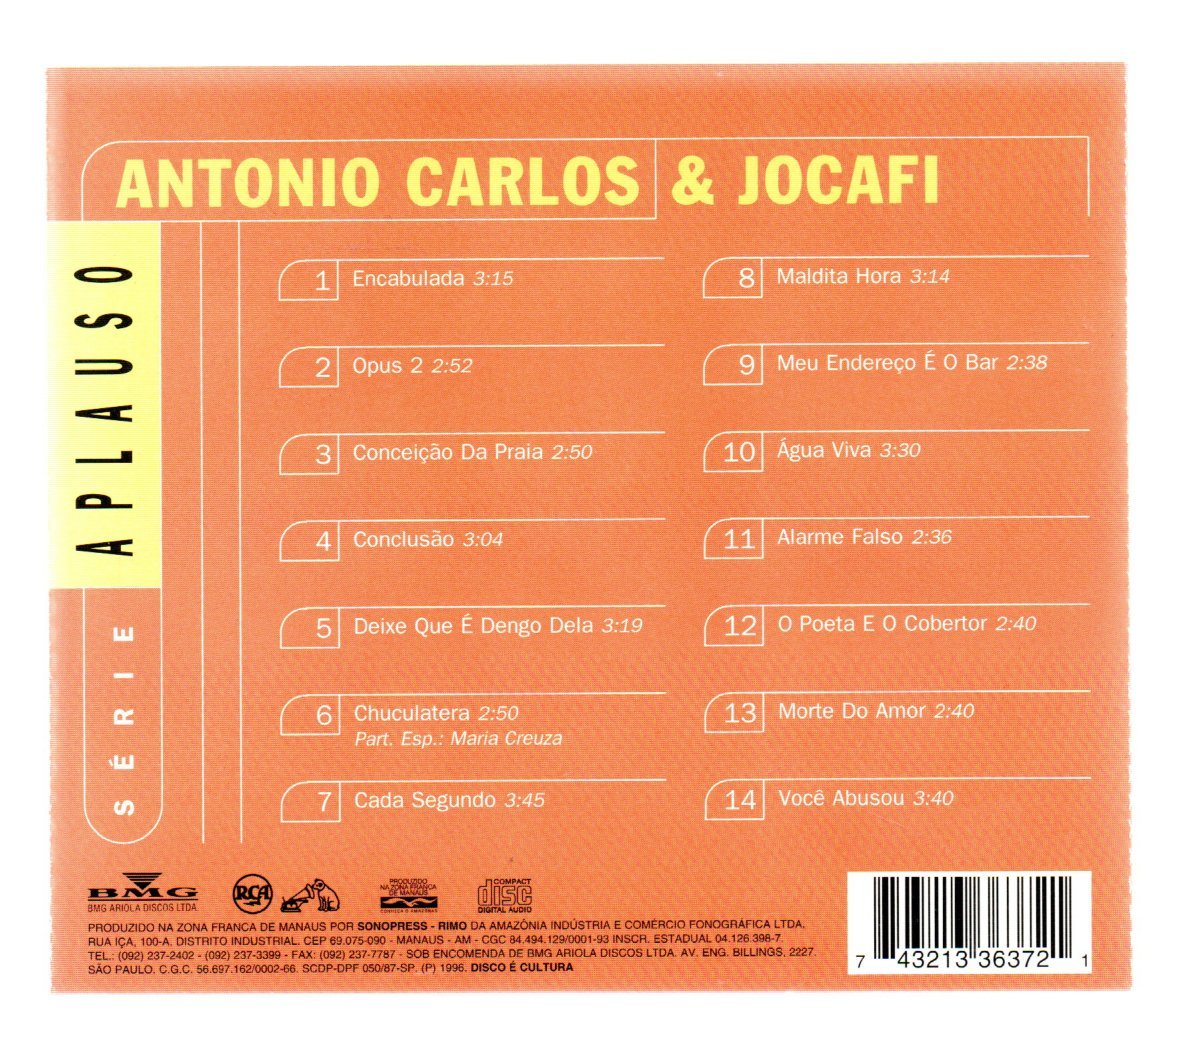 ANTONIO CARLOS & JOCAFI
SÉRIE APLAUSO
1 Encabulada 3:15
2 Opus 2 2:52
3 Conceição Da Praia 2:50
4 Conclusão 3:04
5 Deixe Que É Dengo Dela 3:19
6 Chuculatera 2:50
Part. Esp.: Maria Creuza
7 Cada Segundo 3:45
8 Maldita Hora 3:14
9 Meu Endereço É O Bar 2:38
10 Água Viva 3:30
11 Alarme Falso 2:36
12 O Poeta E O Cobertor 2:40
13 Morte Do Amor 2:40
14 Você Abusou 3:40
BMG
BMG ARIOLA DISCOS LTDA.
RCA
PRODUZIDO
NA ZONA FRANCA
DE MANAUS
CONHEÇA O AMAZONAS
COMPACT
disc
DIGITAL AUDIO
PRODUZIDO NA ZONA FRANCA DE MANAUS POR SONOPRESS - RIMO DA AMAZÔNIA INDÚSTRIA E COMÉRCIO FONOGRÁFICA LTDA.
RUA IÇA, 100-A. DISTRITO INDUSTRIAL. CEP 69.075-090 - MANAUS - AM - CGC 84.494.129/0001-93 INSCR. ESTADUAL 04.126.398-7.
TEL.: (092) 237-2402 - (092) 237-3399 - FAX: (092) 237-7787 - SOB ENCOMENDA DE BMG ARIOLA DISCOS LTDA. AV. ENG. BILLINGS, 2227.
SÃO PAULO. C.G.C. 56.697.162/0002-66. SCDP-DPF 050/87-SP. (P) 1996. DISCO É CULTURA
7 43213 36372 1